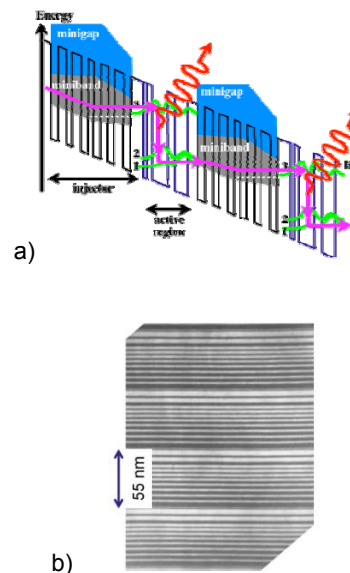 Energy
minigap
miniband
3
minigap
2
1
injector
miniband
3
active
region
2
1
a)
55 nm
b)